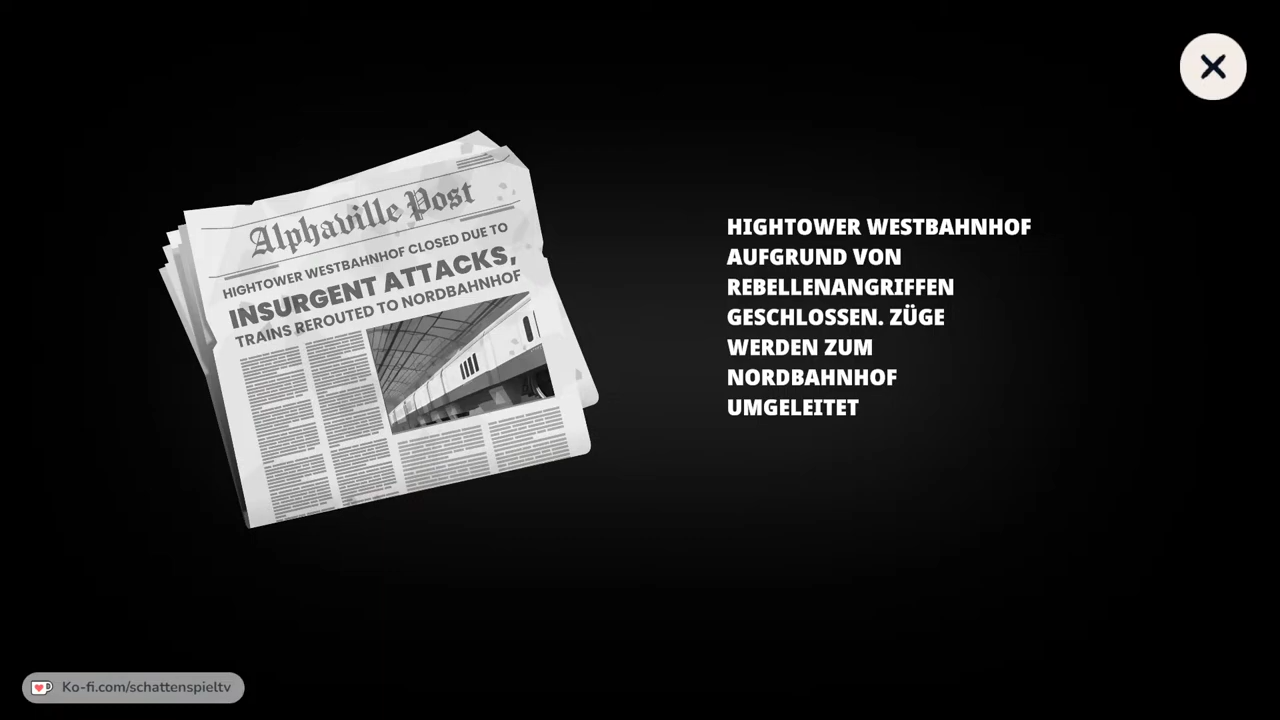 Alphaville Post
HIGHTOWER WESTBAHNHOF CLOSED DUE TO
INSURGENT ATTACKS,
TRAINS REROUTED TO NORDBAHNHOF
HIGHTOWER WESTBAHNHOF
AUFGRUND VON
REBELLENANGRIFFEN
GESCHLOSSEN. ZÜGE
WERDEN ZUM
NORDBAHNHOF
UMGELEITET
Ko-fi.com/schattenspieltv